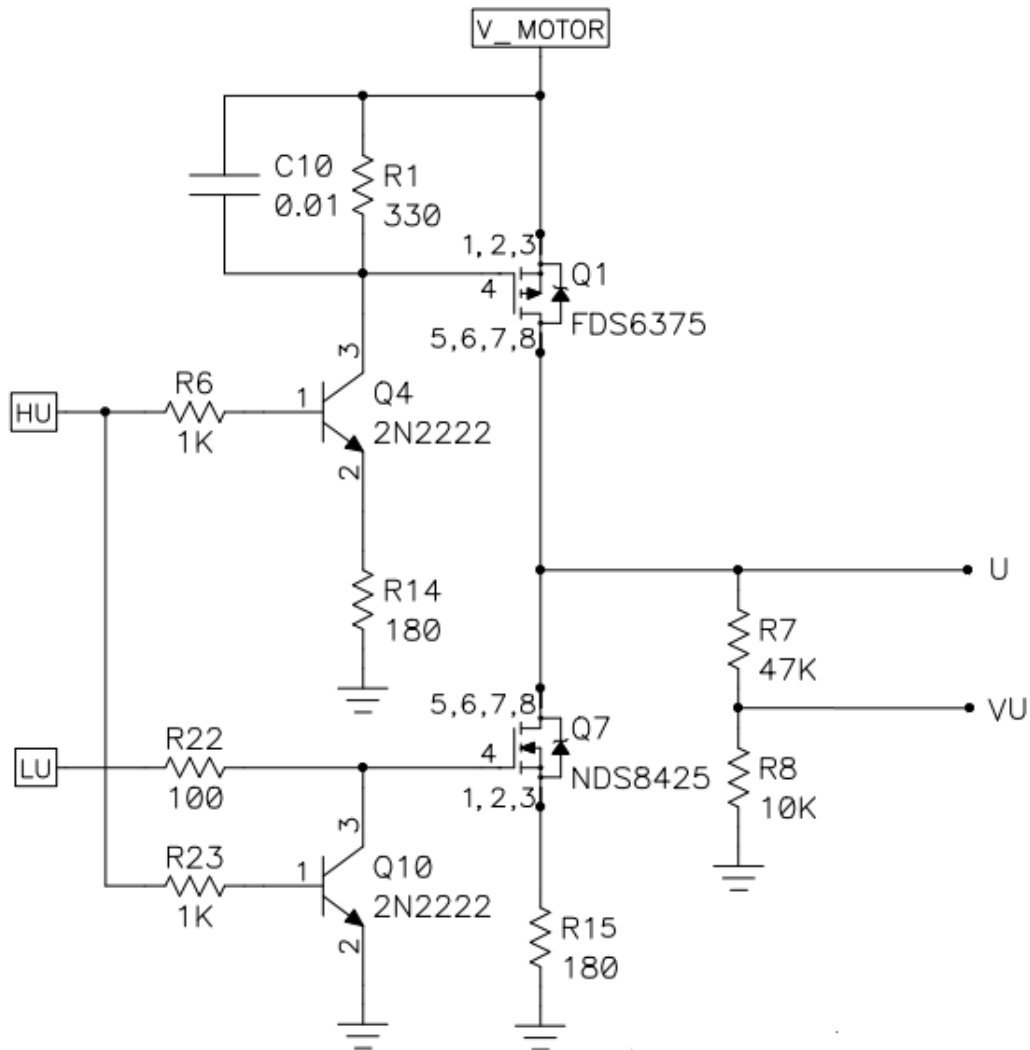 V_MOTOR
C10
0.01
R1
330
1,2,3
4
Q1
FDS6375
5,6,7,8
3
HU
R6
1K
1
Q4
2N2222
2
R14
180
U
R7
47K
VU
5,6,7,8
Q7
NDS8425
4
1,2,3
LU
R22
100
R8
10K
3
R23
1K
1
Q10
2N2222
2
R15
180